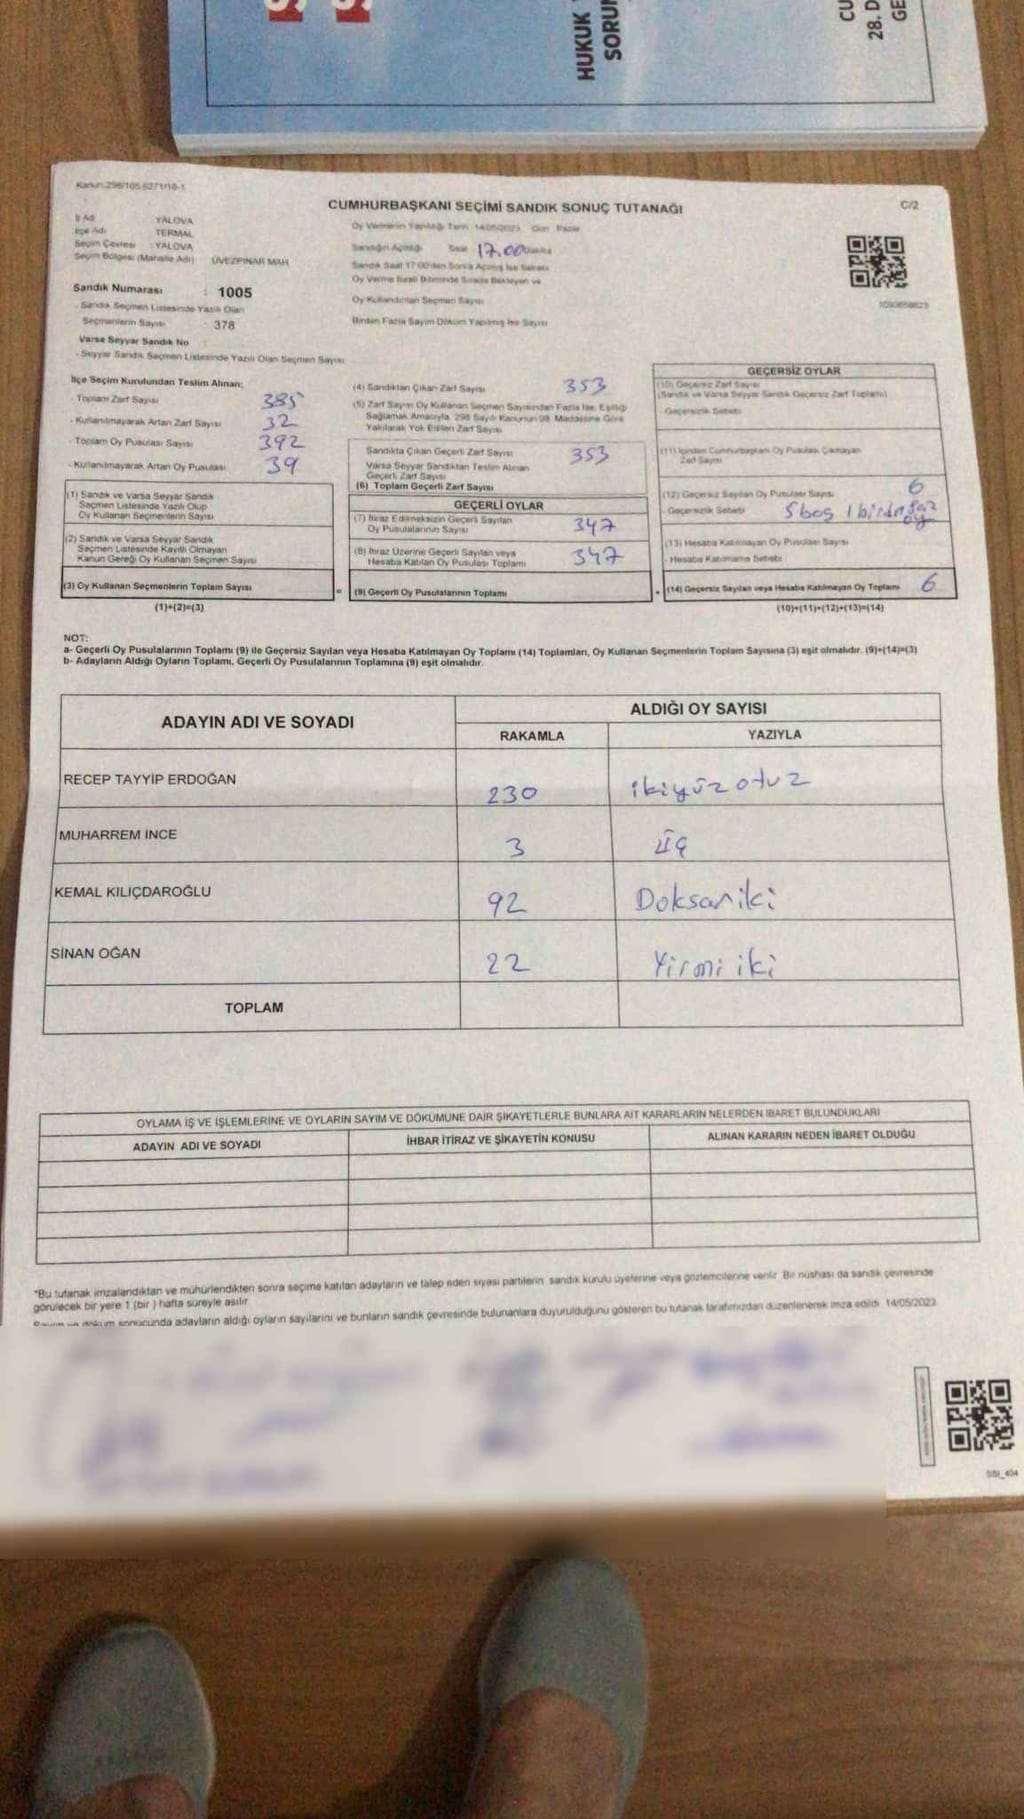 HUKUK
SORUN
CU
28. D
GE
Kanun:298/105 6271/18-1
CUMHURBAŞKANI SEÇİMİ SANDIK SONUÇ TUTANAĞI
C/2
İl Adı YALOVA
İlçe Adı TERMAL
Seçim Çevresi : YALOVA
Seçim Bölgesi (Mahalle Adı) ÜVEZPINAR MAH.
Sandık Numarası : 1005
- Sandık Seçmen Listesinde Yazılı Olan
Seçmenlerin Sayısı 378
Varsa Seyyar Sandık No
- Seyyar Sandık Seçmen Listesinde Yazılı Olan Seçmen Sayısı
Oy Vermenin Yapıldığı Tarih 14/05/2023 Gün Pazar
Sandığın Açıldığı Saat 17.00
Sandık Saat 17:00'den Sonra Açılmış İse Sebebi
Oy Verme Saati Bitiminde Sırada Bekleyen ve
Oy Kullandırılan Seçmen Sayısı
Birden Fazla Sayım Döküm Yapılmış İse Sayısı
İlçe Seçim Kurulundan Teslim Alınan;
- Toplam Zarf Sayısı 385
- Kullanılmayarak Artan Zarf Sayısı 32
- Toplam Oy Pusulası Sayısı 392
- Kullanılmayarak Artan Oy Pusulası 39
(1) Sandık ve Varsa Seyyar Sandık
Seçmen Listesinde Yazılı Olup
Oy Kullanan Seçmenlerin Sayısı
(2) Sandık ve Varsa Seyyar Sandık
Seçmen Listesinde Kayıtlı Olmayan
Kanun Gereği Oy Kullanan Seçmen Sayısı
(3) Oy Kullanan Seçmenlerin Toplam Sayısı
(1)+(2)=(3)
(4) Sandıktan Çıkan Zarf Sayısı 353
(5) Zarf Sayısı Oy Kullanan Seçmen Sayısından Fazla İse, Eşitliği
Sağlamak Amacıyla, 298 Sayılı Kanunun 98. Maddesine Göre
Yakılarak Yok Edilen Zarf Sayısı
Sandıkta Çıkan Geçerli Zarf Sayısı 353
Varsa Seyyar Sandıktan Teslim Alınan
Geçerli Zarf Sayısı
(6) Toplam Geçerli Zarf Sayısı
GEÇERLİ OYLAR
(7) İtiraz Edilmeksizin Geçerli Sayılan
Oy Pusulalarının Sayısı 347
(8) İtiraz Üzerine Geçerli Sayılan veya
Hesaba Katılan Oy Pusulası Toplamı 347
= (9) Geçerli Oy Pusulalarının Toplamı
GEÇERSİZ OYLAR
(10) Geçersiz Zarf Sayısı
(Sandık ve Varsa Seyyar Sandık Geçersiz Zarf Toplamı)
- Geçersizlik Sebebi
(11) İçinden Cumhurbaşkanı Oy Pusulası Çıkmayan
Zarf Sayısı
(12) Geçersiz Sayılan Oy Pusulası Sayısı 6
Geçersizlik Sebebi 5 boş 1 birden faz
oy
(13) Hesaba Katılmayan Oy Pusulası Sayısı
- Hesaba Katılmama Sebebi
+ (14) Geçersiz Sayılan veya Hesaba Katılmayan Oy Toplamı 6
(10)+(11)+(12)+(13)=(14)
NOT:
a- Geçerli Oy Pusulalarının Toplamı (9) ile Geçersiz Sayılan veya Hesaba Katılmayan Oy Toplamı (14) Toplamları, Oy Kullanan Seçmenlerin Toplam Sayısına (3) eşit olmalıdır. (9)+(14)=(3)
b- Adayların Aldığı Oyların Toplamı, Geçerli Oy Pusulalarının Toplamına (9) eşit olmalıdır.
ADAYIN ADI VE SOYADI
ALDIĞI OY SAYISI
RAKAMLA YAZIYLA
RECEP TAYYİP ERDOĞAN 230 ikiyüz otuz
MUHARREM İNCE 3 üç
KEMAL KILIÇDAROĞLU 92 Doksaniki
SİNAN OĞAN 22 Yirmi iki
TOPLAM
OYLAMA İŞ VE İŞLEMLERİNE VE OYLARIN SAYIM VE DÖKÜMÜNE DAİR ŞİKAYETLERLE BUNLARA AİT KARARLARIN NELERDEN İBARET BULUNDUKLARI
ADAYIN ADI VE SOYADI İHBAR İTİRAZ VE ŞİKAYETİN KONUSU ALINAN KARARIN NEDEN İBARET OLDUĞU
*Bu tutanak imzalandıktan ve mühürlendikten sonra seçime katılan adayların ve talep eden siyasi partilerin sandık kurulu üyelerine veya gözlemcilerine verilir. Bir nüshası da sandık çevresinde
görülecek bir yere 1 (bir) hafta süreyle asılır.
Sayım ve döküm sonucunda adayların aldığı oyların sayılarını ve bunların sandık çevresinde bulunanlara duyurulduğunu gösteren bu tutanak tarafımızdan düzenlenerek imza edildi. 14/05/2023